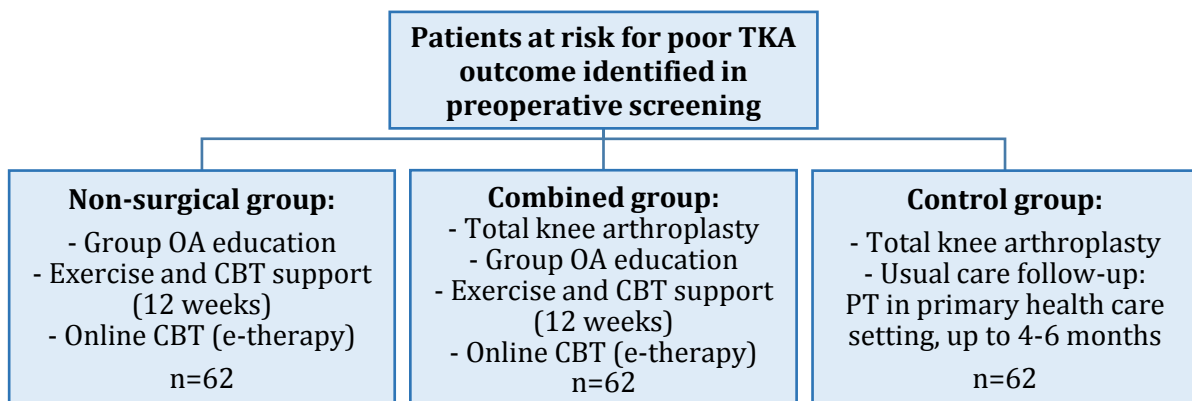 Patients at risk for poor TKA
outcome identified in
preoperative screening
Non-surgical group:
- Group OA education
- Exercise and CBT support
(12 weeks)
- Online CBT (e-therapy)
n=62
Combined group:
- Total knee arthroplasty
- Group OA education
- Exercise and CBT support
(12 weeks)
- Online CBT (e-therapy)
n=62
Control group:
- Total knee arthroplasty
- Usual care follow-up:
PT in primary health care
setting, up to 4-6 months
n=62